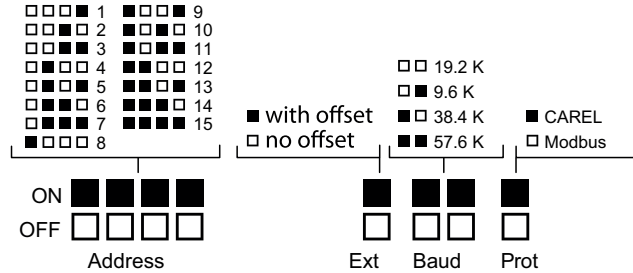 1 9
2 10
3 11
4 12
5 13
6 14
7 15
8
19.2 K
9.6 K
38.4 K
57.6 K
with offset
no offset
CAREL
Modbus
ON
OFF
Address Ext Baud Prot